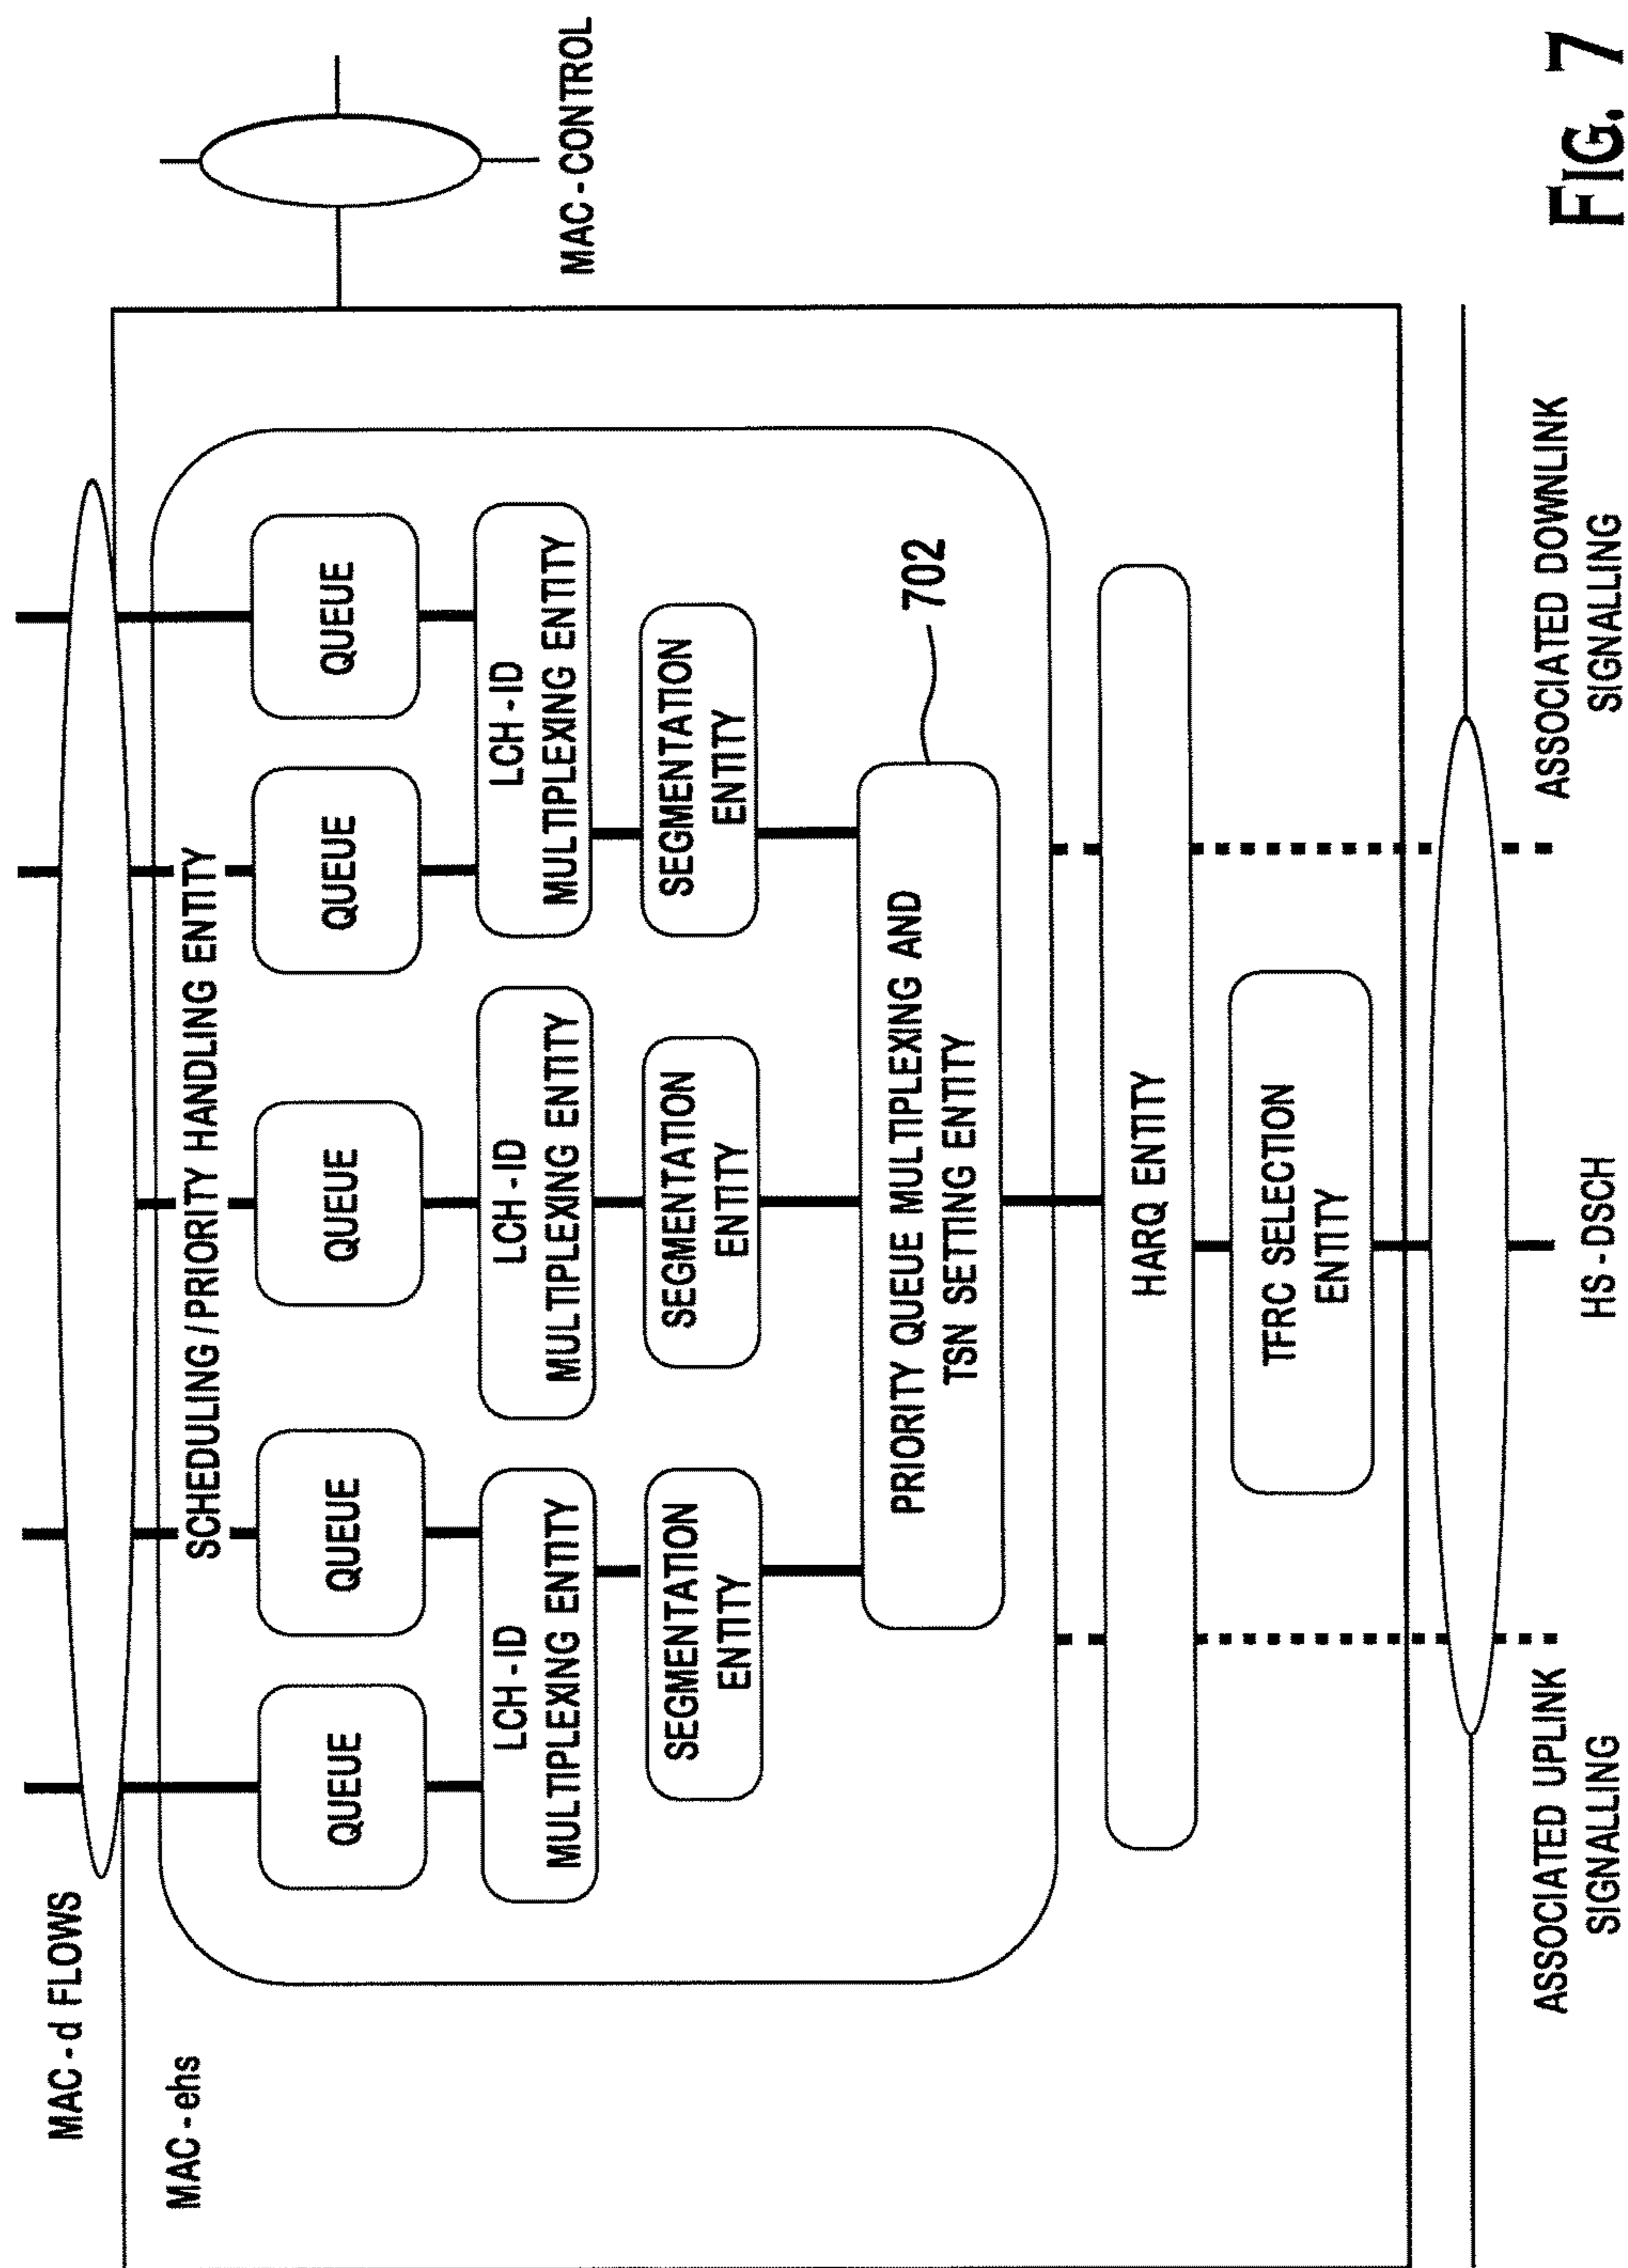 MAC-d FLOWS
MAC-ehs
SCHEDULING/PRIORITY HANDLING ENTITY
QUEUE
QUEUE
QUEUE
QUEUE
QUEUE
LCH-ID
MULTIPLEXING ENTITY
LCH-ID
MULTIPLEXING ENTITY
LCH-ID
MULTIPLEXING ENTITY
SEGMENTATION
ENTITY
SEGMENTATION
ENTITY
SEGMENTATION
ENTITY
702
PRIORITY QUEUE MULTIPLEXING AND
TSN SETTING ENTITY
HARQ ENTITY
TFRC SELECTION
ENTITY
MAC-CONTROL
ASSOCIATED UPLINK
SIGNALLING
HS-DSCH
ASSOCIATED DOWNLINK
SIGNALLING
FIG. 7